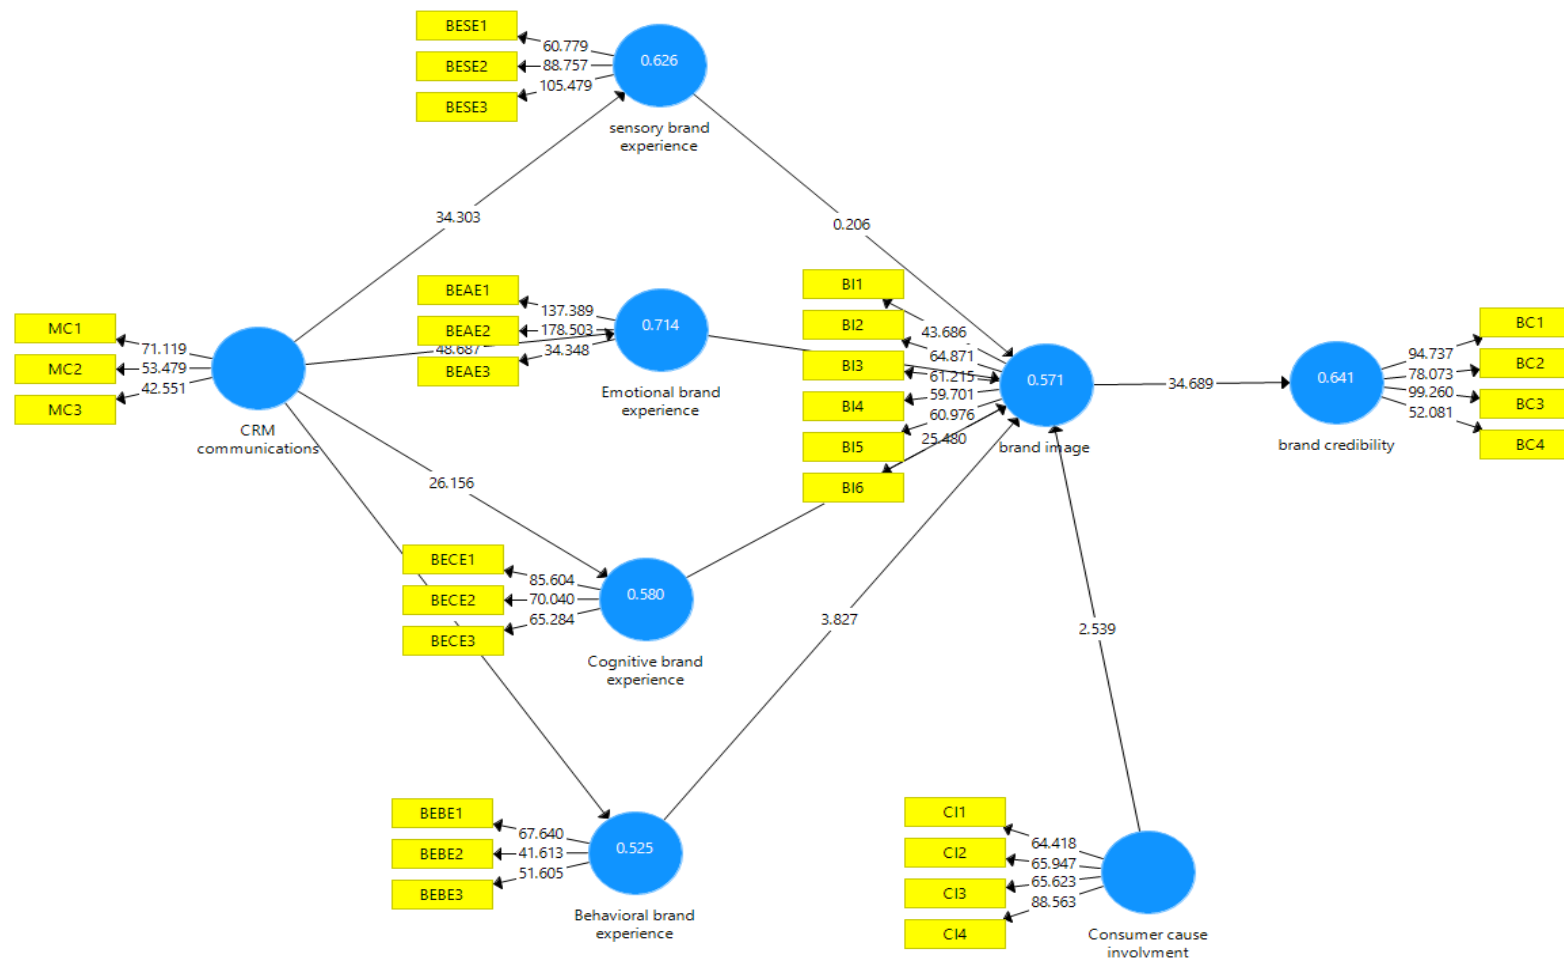 BESE1
BESE2
BESE3
60.779
88.757
105.479
0.626
sensory brand
experience
34.303
0.206
BEAE1
BEAE2
BEAE3
137.389
178.503
48.687
34.348
0.714
Emotional brand
experience
MC1
MC2
MC3
71.119
53.479
42.551
CRM
communications
BI1
BI2
BI3
BI4
BI5
BI6
43.686
64.871
61.215
59.701
60.976
25.480
0.571
brand image
34.689
0.641
brand credibility
94.737
78.073
99.260
52.081
BC1
BC2
BC3
BC4
26.156
BECE1
BECE2
BECE3
85.604
70.040
65.284
0.580
Cognitive brand
experience
3.827
2.539
BEBE1
BEBE2
BEBE3
67.640
41.613
51.605
0.525
Behavioral brand
experience
CI1
CI2
CI3
CI4
64.418
65.947
65.623
88.563
Consumer cause
involvment